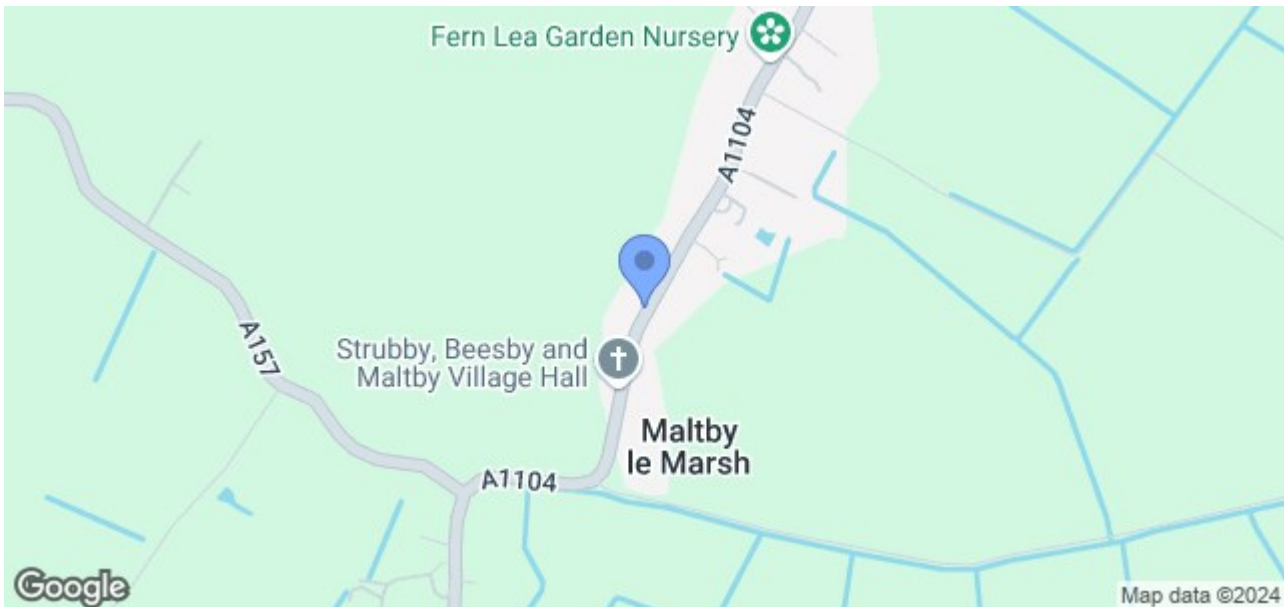 Fern Lea Garden Nursery
A1104
A157
Strubby, Beesby and
Maltby Village Hall
Maltby
le Marsh
A1104
Google
Map data ©2024